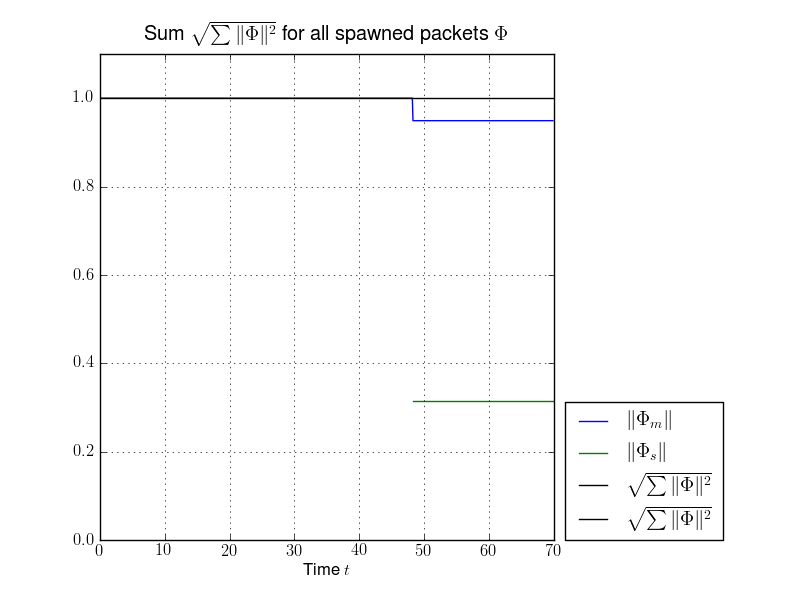 Sum √∑ ‖Φ‖² for all spawned packets Φ
1.0
0.8
0.6
0.4
0.2
0.0
0 10 20 30 40 50 60 70
Time t
‖Φₘ‖
‖Φₛ‖
√∑ ‖Φ‖²
√∑ ‖Φ‖²